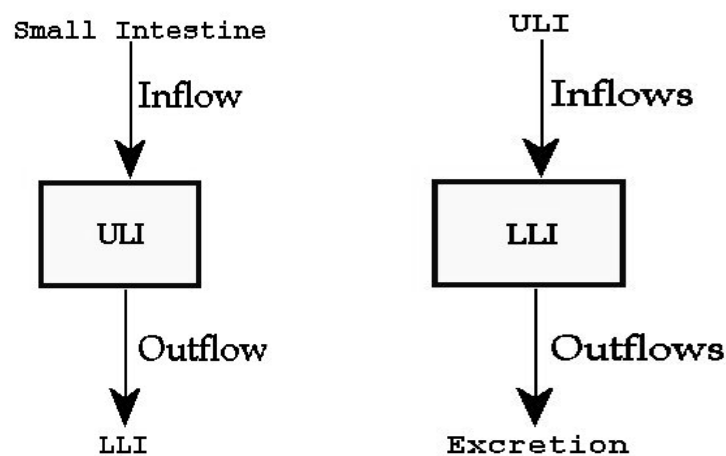 Small Intestine
Inflow
ULI
Outflow
LLI
ULI
Inflows
LLI
Outflows
Excretion